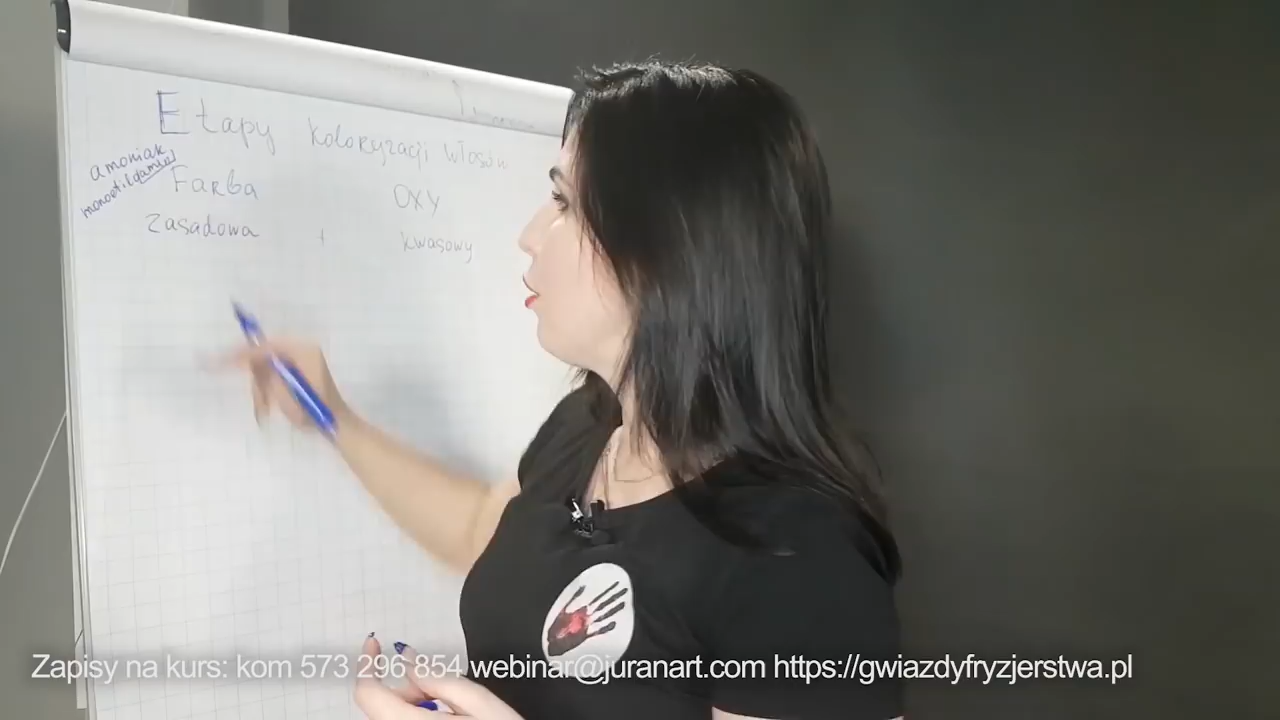 Etapy koloryzacji włosów
amoniak
Farba OXY
zasadowa + kwasowy
Zapisy na kurs: kom 573 296 854 webinar@juranart.com https://gwiazdyfryzjerstwa.pl